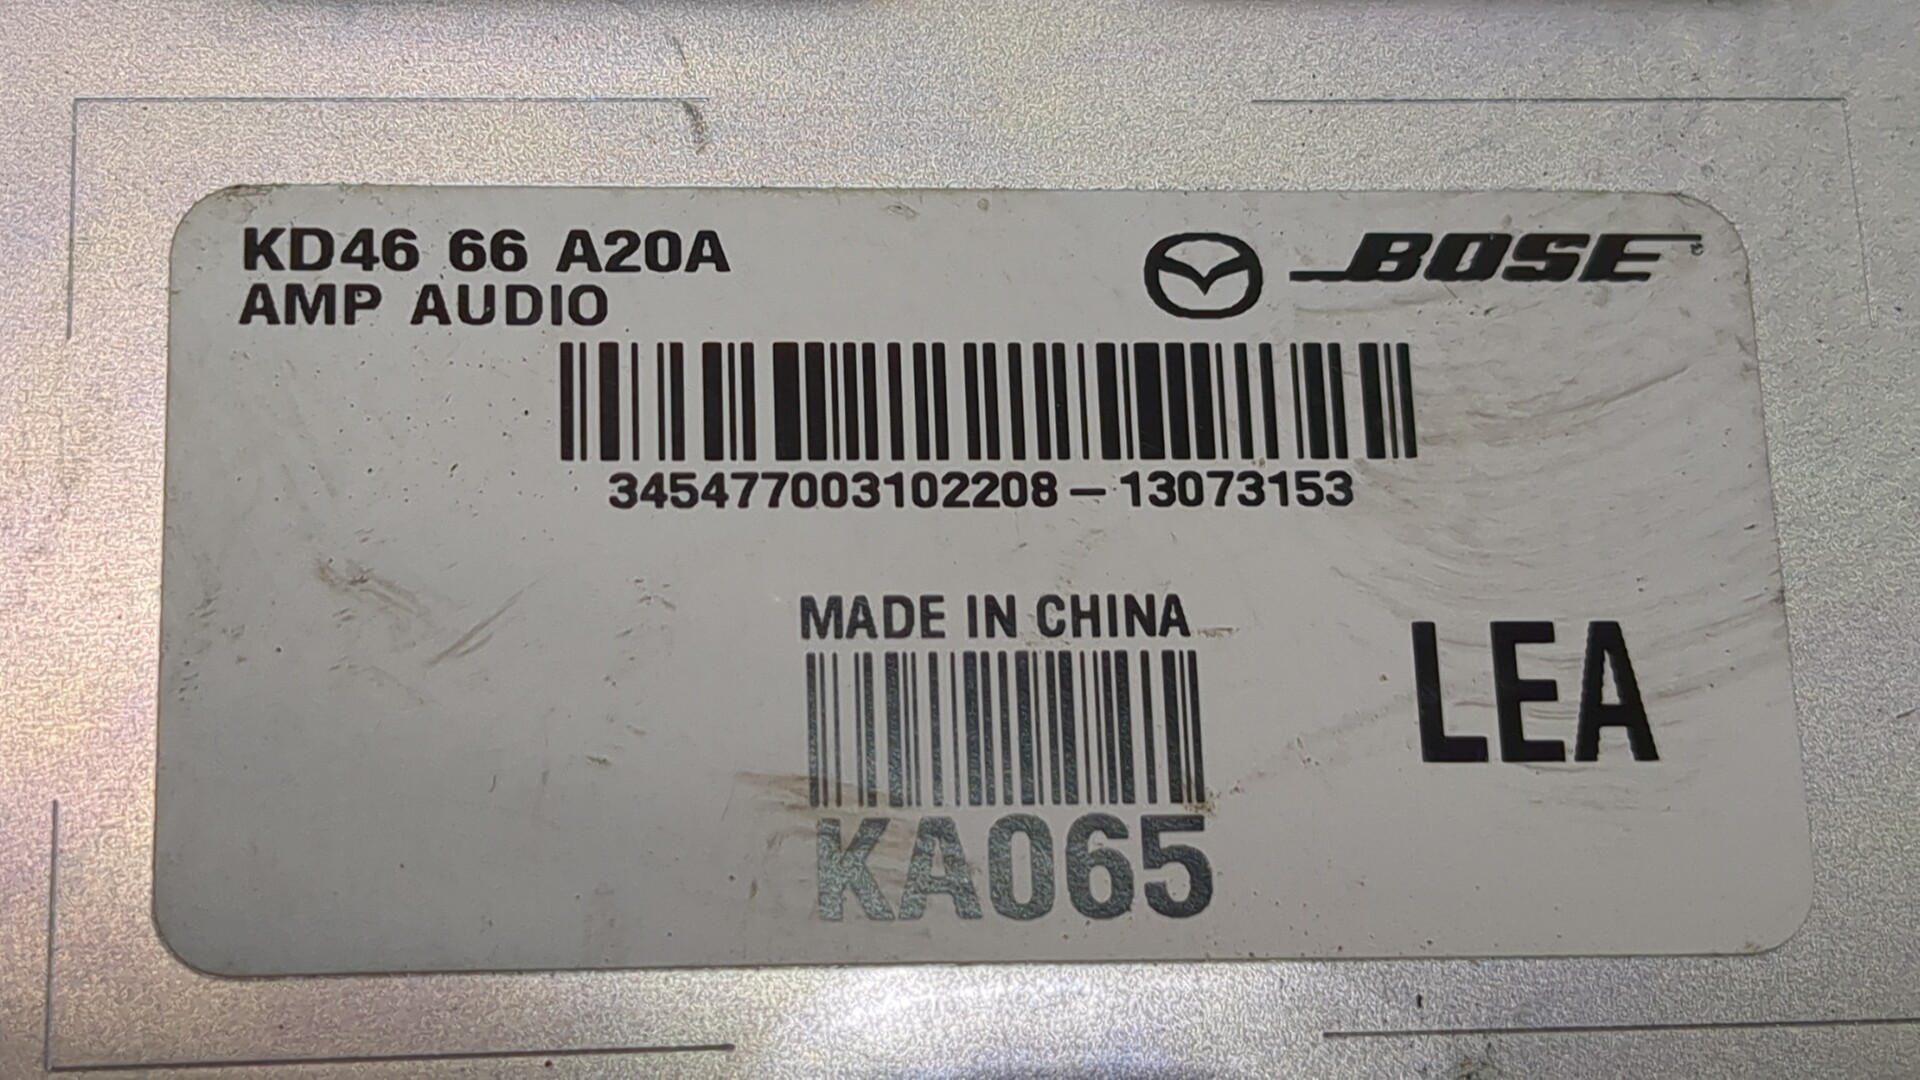 KD46 66 A20A
AMP AUDIO
BOSE
345477003102208-13073153
MADE IN CHINA
LEA
KA065